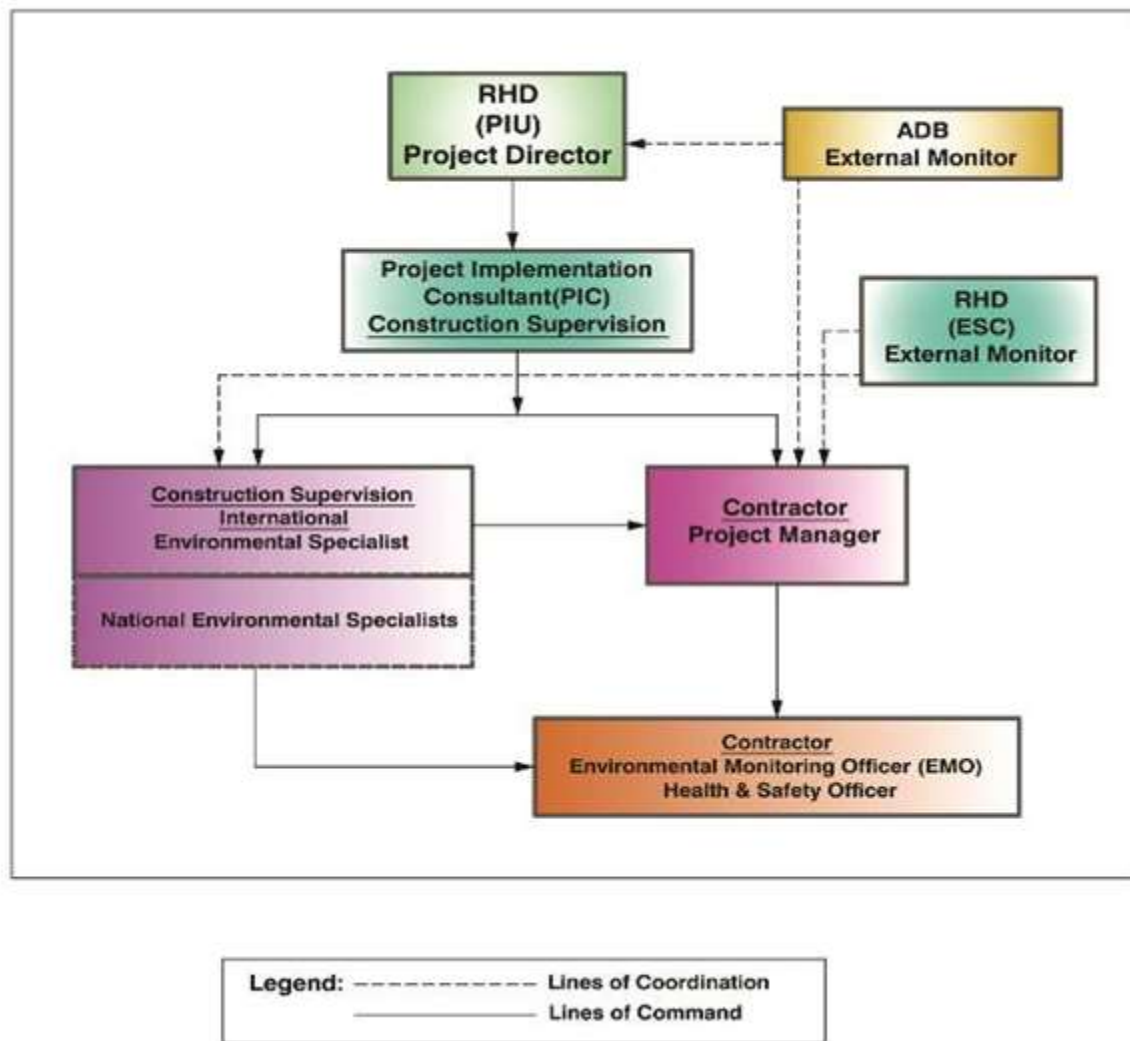 RHD
(PIU)
Project Director
ADB
External Monitor
Project Implementation
Consultant(PIC)
Construction Supervision
RHD
(ESC)
External Monitor
Construction Supervision
International
Environmental Specialist
National Environmental Specialists
Contractor
Project Manager
Contractor
Environmental Monitoring Officer (EMO)
Health & Safety Officer
Legend:
Lines of Coordination
Lines of Command